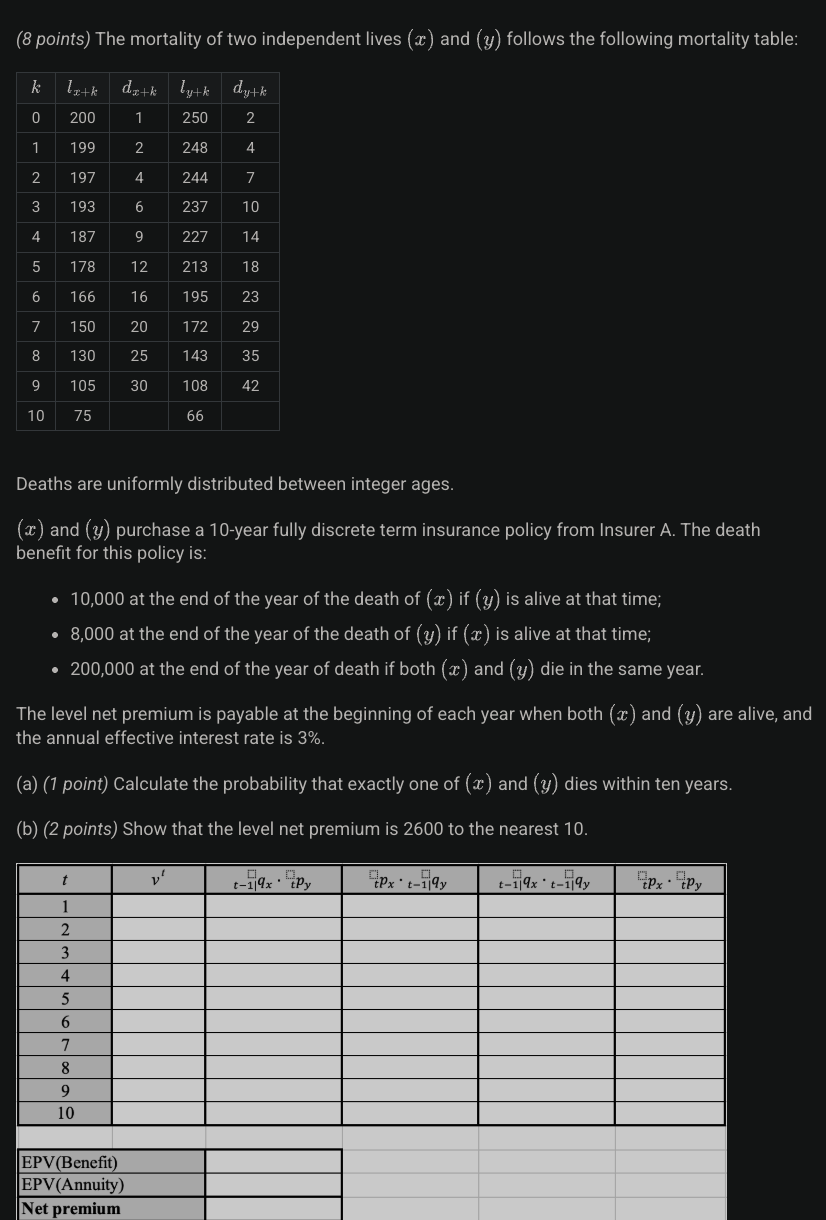 (8 points) The mortality of two independent lives (x) and (y) follows the following mortality table:
k l_{x+k} d_{x+k} l_{y+k} d_{y+k}
0 200 1 250 2
1 199 2 248 4
2 197 4 244 7
3 193 6 237 10
4 187 9 227 14
5 178 12 213 18
6 166 16 195 23
7 150 20 172 29
8 130 25 143 35
9 105 30 108 42
10 75 66
Deaths are uniformly distributed between integer ages.
(x) and (y) purchase a 10-year fully discrete term insurance policy from Insurer A. The death
benefit for this policy is:
• 10,000 at the end of the year of the death of (x) if (y) is alive at that time;
• 8,000 at the end of the year of the death of (y) if (x) is alive at that time;
• 200,000 at the end of the year of death if both (x) and (y) die in the same year.
The level net premium is payable at the beginning of each year when both (x) and (y) are alive, and
the annual effective interest rate is 3%.
(a) (1 point) Calculate the probability that exactly one of (x) and (y) dies within ten years.
(b) (2 points) Show that the level net premium is 2600 to the nearest 10.
t v^t _{t-1|}^{□}q_x · _{t}^{□}p_y _{t}^{□}p_x · _{t-1|}^{□}q_y _{t-1|}^{□}q_x · _{t-1|}^{□}q_y _{t}^{□}p_x · _{t}^{□}p_y
1
2
3
4
5
6
7
8
9
10
EPV(Benefit)
EPV(Annuity)
Net premium